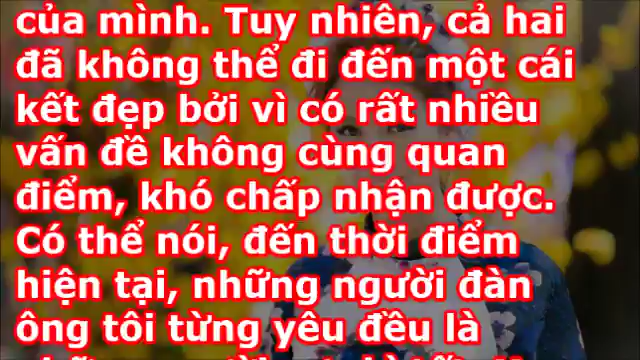 của mình. Tuy nhiên, cả hai
đã không thể đi đến một cái
kết đẹp bởi vì có rất nhiều
vấn đề không cùng quan
điểm, khó chấp nhận được.
Có thể nói, đến thời điểm
hiện tại, những người đàn
ông tôi từng yêu đều là